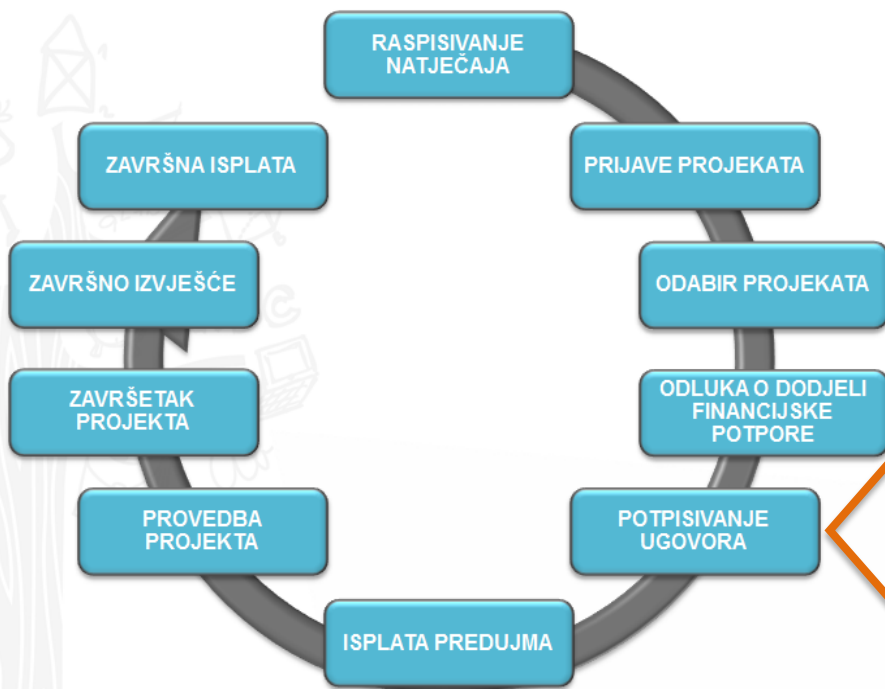 RASPISIVANJE
NATJEČAJA
PRIJAVE PROJEKATA
ODABIR PROJEKATA
ODLUKA O DODJELI
FINANCIJSKE
POTPORE
POTPISIVANJE
UGOVORA
ISPLATA PREDUJMA
PROVEDBA
PROJEKTA
ZAVRŠETAK
PROJEKTA
ZAVRŠNO IZVJEŠĆE
ZAVRŠNA ISPLATA